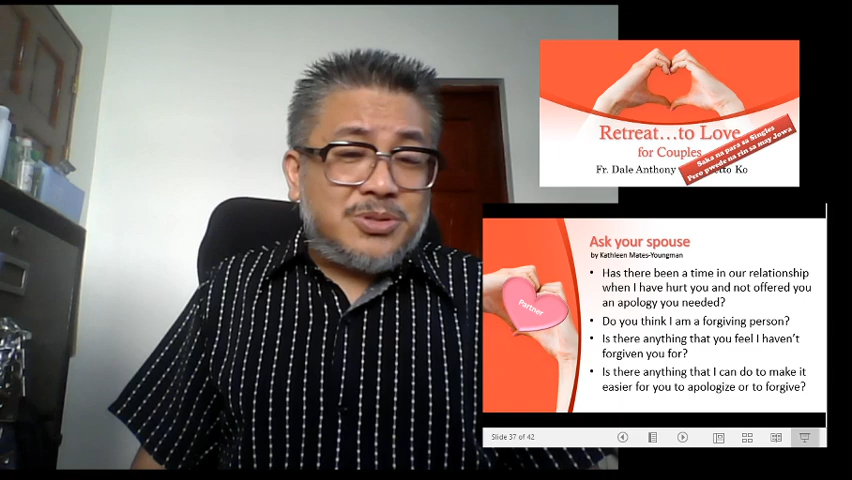 Retreat...to Love
for Couples
Fr. Dale Anthony
Ko
Saka na para sa Singles
Pero pwede na rin sa may Jowa
Ask your spouse
by Kathleen Mates-Youngman
Partner
• Has there been a time in our relationship
when I have hurt you and not offered you
an apology you needed?
• Do you think I am a forgiving person?
• Is there anything that you feel I haven't
forgiven you for?
• Is there anything that I can do to make it
easier for you to apologize or to forgive?
Slide 37 of 42